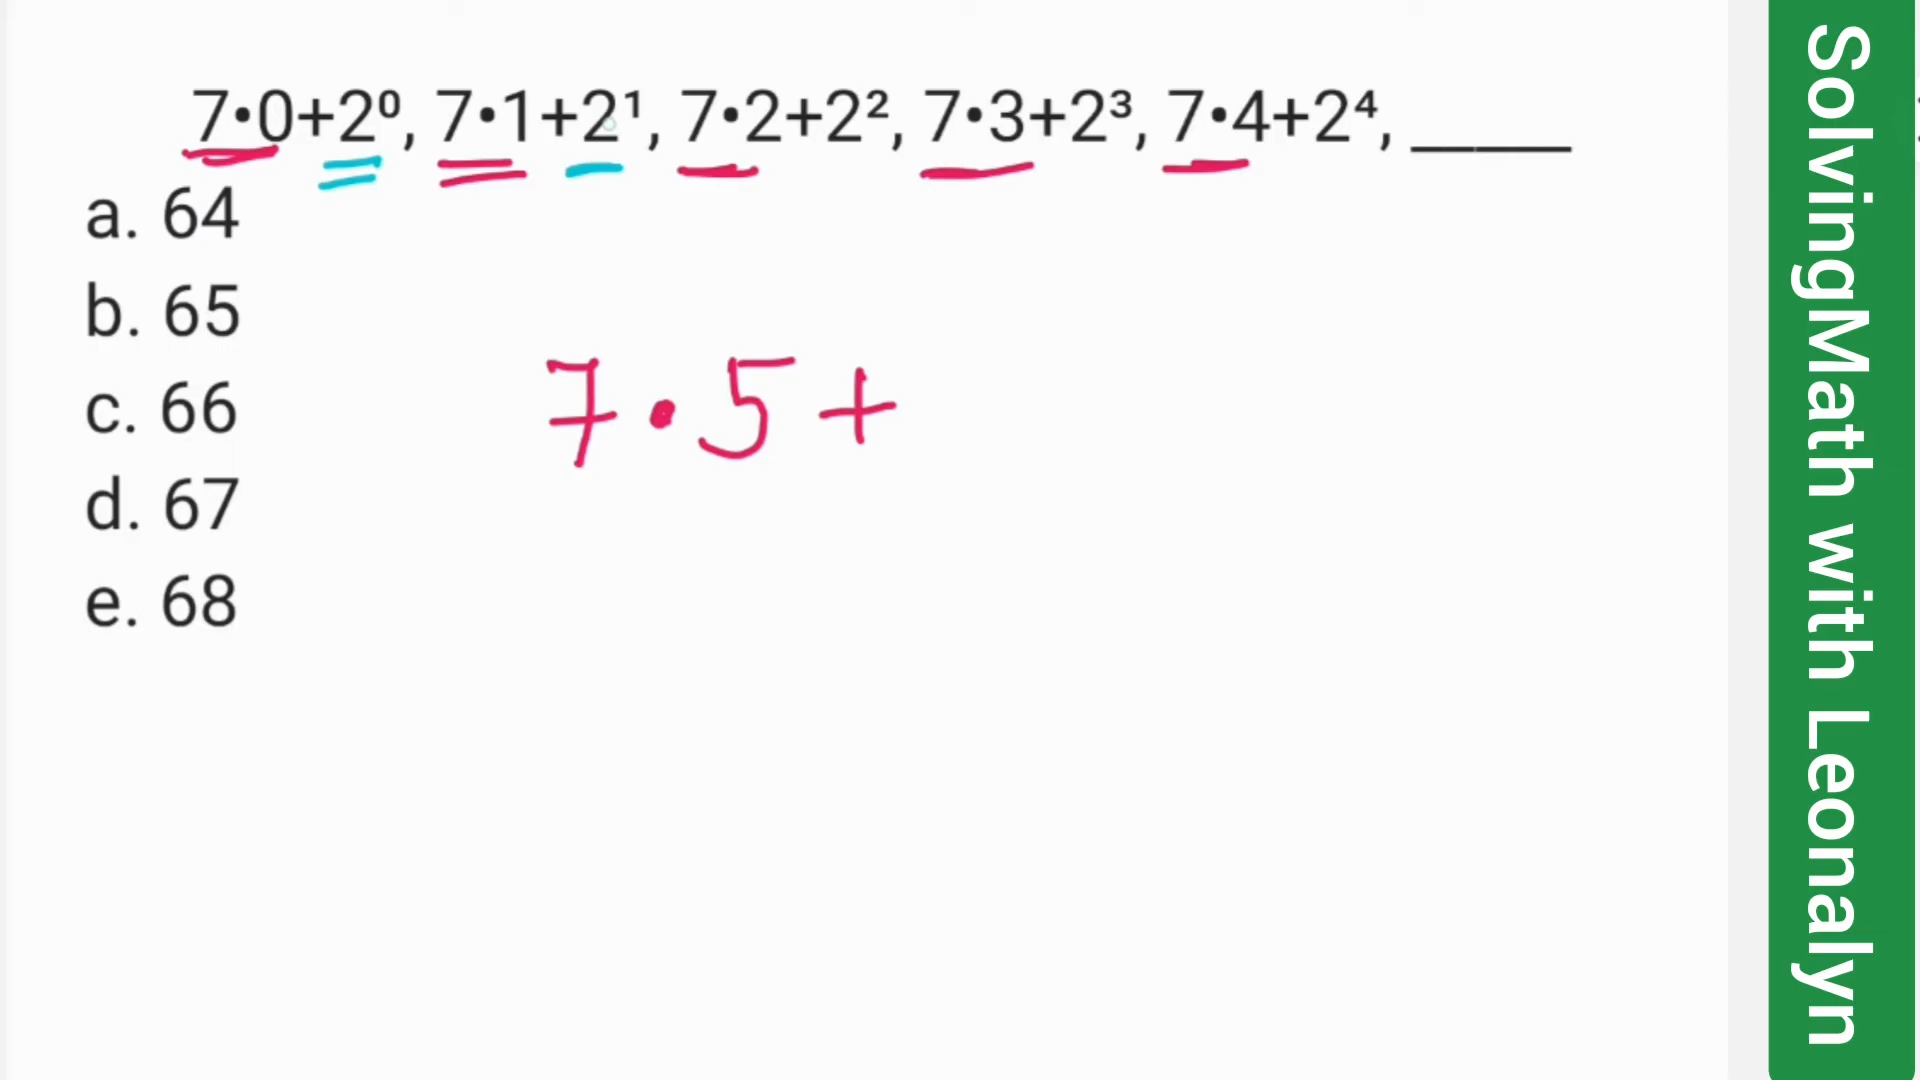 7•0+2⁰, 7•1+2¹, 7•2+2², 7•3+2³, 7•4+2⁴, _____
a. 64
b. 65
c. 66
d. 67
e. 68
7•5+
SolvingMath with Leonalyn